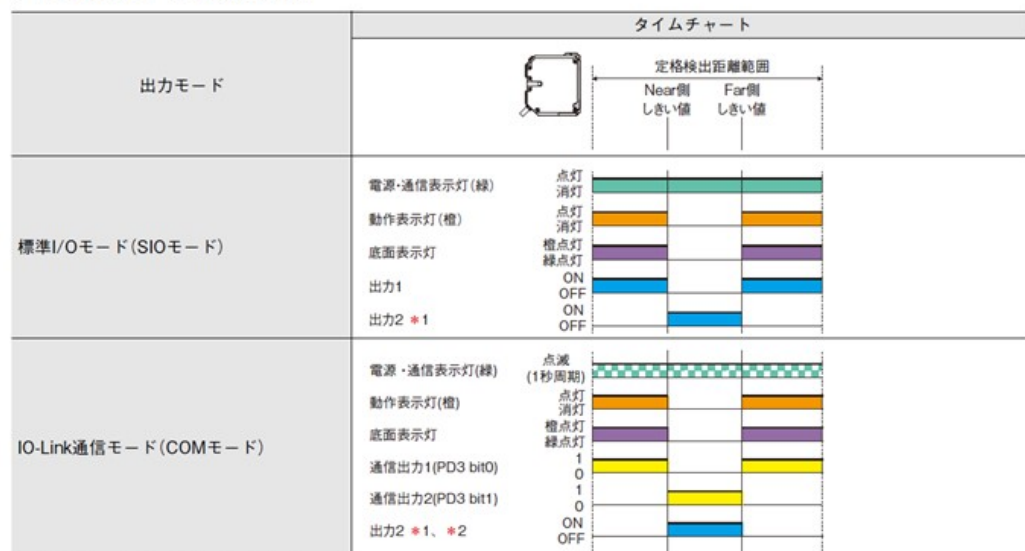 タイムチャート
出力モード
定格検出距離範囲
Near側
しきい値
Far側
しきい値
標準I/Oモード(SIOモード)
電源・通信表示灯(緑)
点灯
消灯
動作表示灯(橙)
点灯
消灯
底面表示灯
橙点灯
緑点灯
出力1
ON
OFF
出力2 *1
ON
OFF
IO-Link通信モード(COMモード)
電源・通信表示灯(緑)
点滅
(1秒周期)
動作表示灯(橙)
点灯
消灯
底面表示灯
橙点灯
緑点灯
通信出力1(PD3 bit0)
1
0
通信出力2(PD3 bit1)
1
0
出力2 *1、*2
ON
OFF